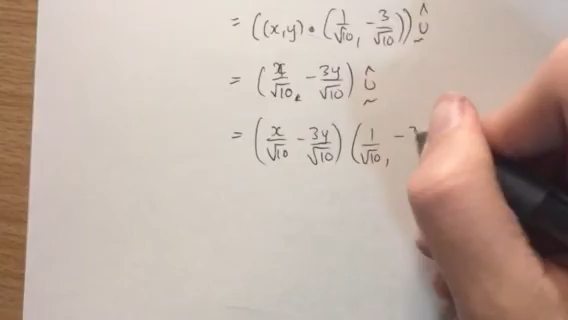 = ((x,y) • (1/√10, -3/√10)) Û
= (x/√10 - 3y/√10) Û
= (x/√10 - 3y/√10) (1/√10, -